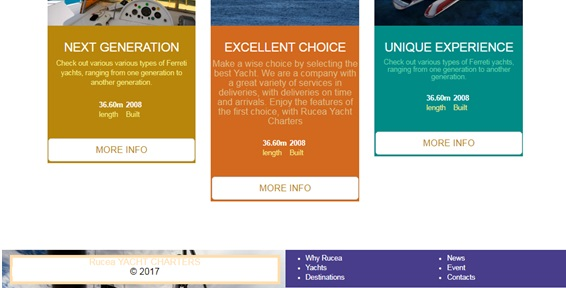 NEXT GENERATION
Check out various various types of Ferreti
yachts, ranging from one generation to
another generation.
36.60m 2008
length Built
MORE INFO
EXCELLENT CHOICE
Make a wise choice by selecting the
best Yacht. We are a company with
a great variety of services in
deliveries, with deliveries on time
and arrivals. Enjoy the features of
the first choice, with Rucea Yacht
Charters
36.60m 2008
length Built
MORE INFO
UNIQUE EXPERIENCE
Check out various types of Ferreti yachts,
ranging from one generation to another
generation.
36.60m 2008
length Built
MORE INFO
Rucea YACHT CHARTERS
© 2017
Why Rucea
Yachts
Destinations
News
Event
Contacts